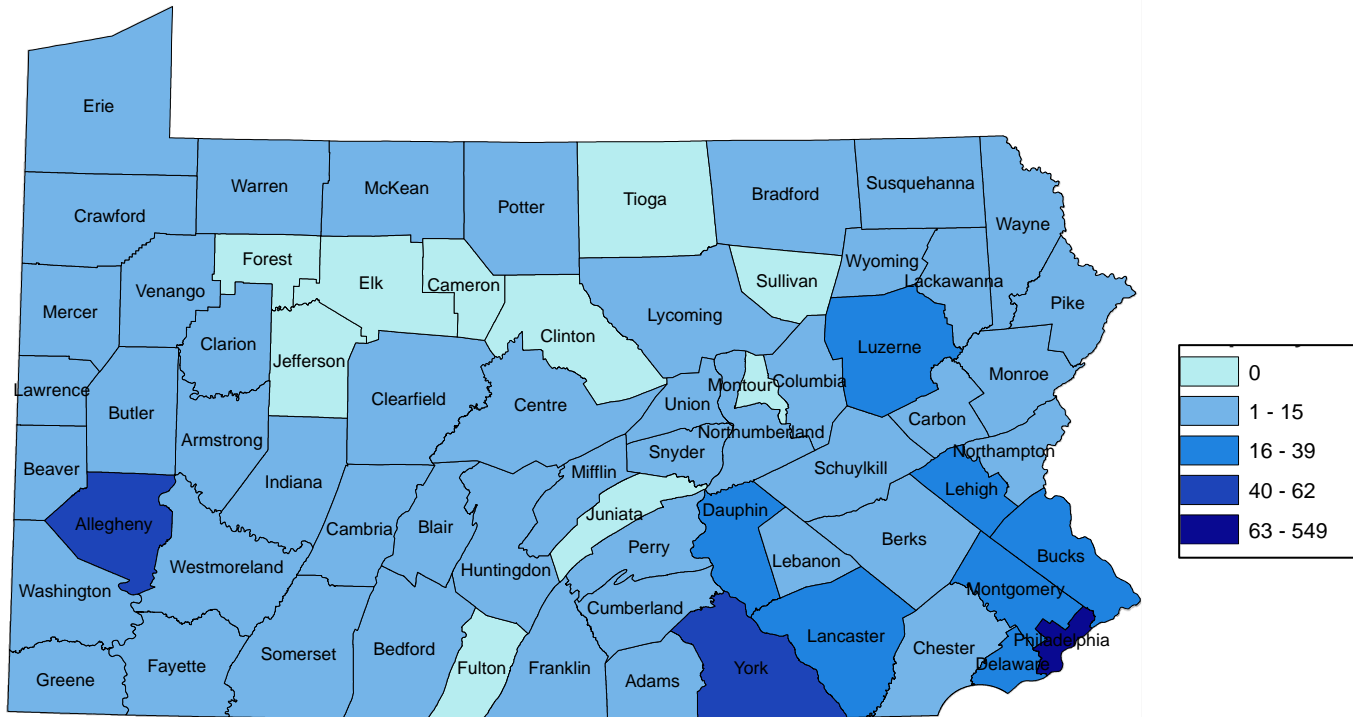 Erie
Warren
McKean
Potter
Tioga
Bradford
Susquehanna
Wayne
Crawford
Forest
Elk
Cameron
Sullivan
Wyoming
Lackawanna
Pike
Venango
Mercer
Clarion
Jefferson
Clinton
Lycoming
Luzerne
Monroe
Lawrence
Butler
Clearfield
Centre
Union
Montour
Columbia
Carbon
Armstrong
Northumberland
Northampton
Beaver
Indiana
Mifflin
Snyder
Schuylkill
Lehigh
Allegheny
Cambria
Blair
Juniata
Dauphin
Berks
Bucks
Westmoreland
Huntingdon
Perry
Lebanon
Montgomery
Washington
Cumberland
Lancaster
Chester
Philadelphia
Delaware
Greene
Fayette
Somerset
Bedford
Fulton
Franklin
Adams
York
0
1 - 15
16 - 39
40 - 62
63 - 549